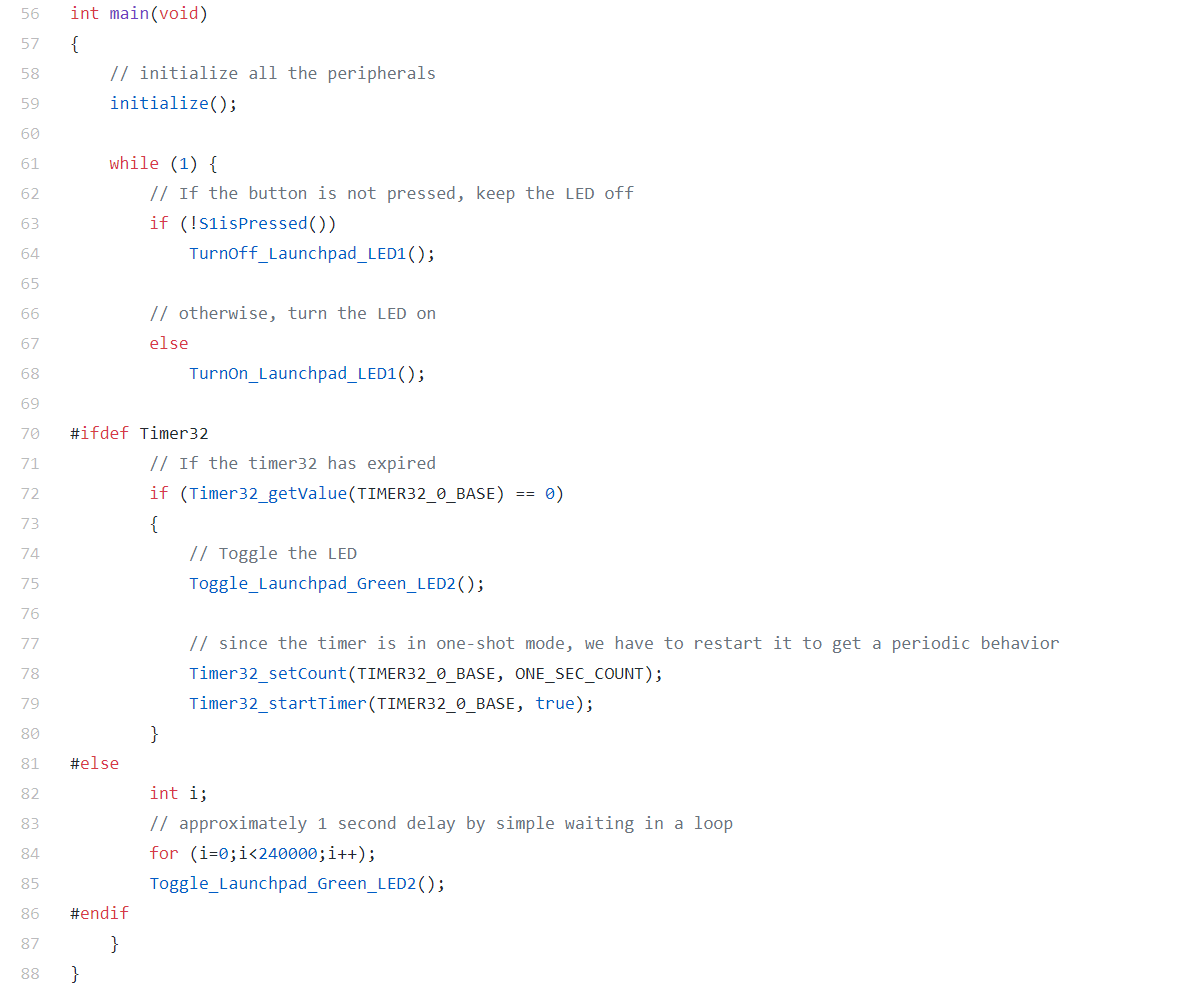 56 int main(void)
57 {
58     // initialize all the peripherals
59     initialize();
60
61     while (1) {
62         // If the button is not pressed, keep the LED off
63         if (!S1isPressed())
64             TurnOff_Launchpad_LED1();
65
66         // otherwise, turn the LED on
67         else
68             TurnOn_Launchpad_LED1();
69
70 #ifdef Timer32
71         // If the timer32 has expired
72         if (Timer32_getValue(TIMER32_0_BASE) == 0)
73         {
74             // Toggle the LED
75             Toggle_Launchpad_Green_LED2();
76
77             // since the timer is in one-shot mode, we have to restart it to get a periodic behavior
78             Timer32_setCount(TIMER32_0_BASE, ONE_SEC_COUNT);
79             Timer32_startTimer(TIMER32_0_BASE, true);
80         }
81 #else
82         int i;
83         // approximately 1 second delay by simple waiting in a loop
84         for (i=0;i<240000;i++);
85         Toggle_Launchpad_Green_LED2();
86 #endif
87     }
88 }